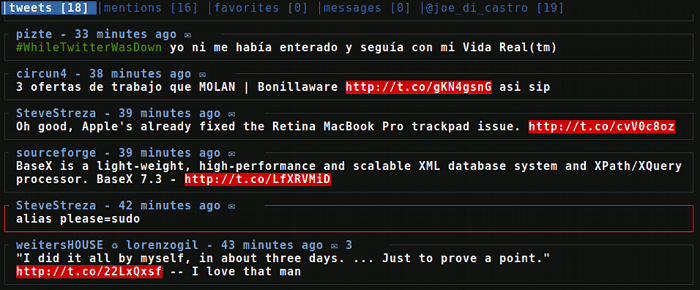 tweets [18] mentions [16] favorites [0] messages [0] @joe_di_castro [19]
pizte - 33 minutes ago ✉
#WhileTwitterWasDown yo ni me había enterado y seguía con mi Vida Real(tm)
circun4 - 38 minutes ago ✉
3 ofertas de trabajo que MOLAN | Bonillaware http://t.co/gKN4gsnG asi sip
SteveStreza - 39 minutes ago ✉
Oh good, Apple's already fixed the Retina MacBook Pro trackpad issue. http://t.co/cvV0c8oz
sourceforge - 39 minutes ago ✉
BaseX is a light-weight, high-performance and scalable XML database system and XPath/XQuery
processor. BaseX 7.3 - http://t.co/LfXRVMiD
SteveStreza - 42 minutes ago ✉
alias please=sudo
weitersHOUSE ♻ lorenzogil - 43 minutes ago ✉ 3
"I did it all by myself, in about three days. ... Just to prove a point."
http://t.co/22LxQxsf -- I love that man